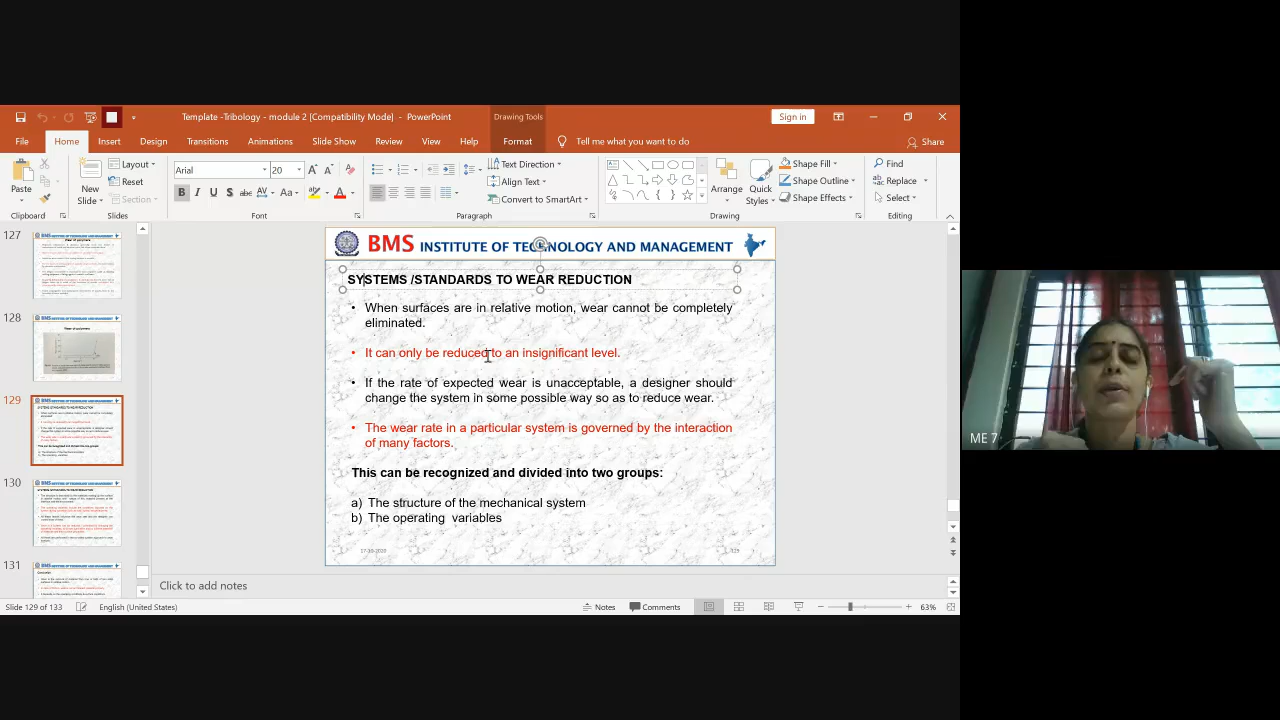 Template -Tribology - module 2 [Compatibility Mode] - PowerPoint
Drawing Tools
Sign in
File
Home
Insert
Design
Transitions
Animations
Slide Show
Review
View
Help
Format
Tell me what you want to do
Share
Paste
New
Slide
Layout
Reset
Section
Arial
20
B I U S abc AV Aa A
Text Direction
Align Text
Convert to SmartArt
Arrange
Quick
Styles
Shape Fill
Shape Outline
Shape Effects
Find
Replace
Select
Clipboard
Slides
Font
Paragraph
Drawing
Editing
127
128
129
130
131
BMS INSTITUTE OF TECHNOLOGY AND MANAGEMENT
SYSTEMS /STANDARDS IN WEAR REDUCTION
• When surfaces are in relative motion, wear cannot be completely
eliminated.
• It can only be reduced to an insignificant level.
• If the rate of expected wear is unacceptable, a designer should
change the system in some positive way so as to reduce wear.
• The wear rate in a particular system is governed by the interaction
of many factors.
This can be recognized and divided into two groups:
a) The structure of the mechanical system
b) The operating variables
129
ME 7
Click to add notes
Slide 129 of 133
English (United States)
Notes
Comments
63%